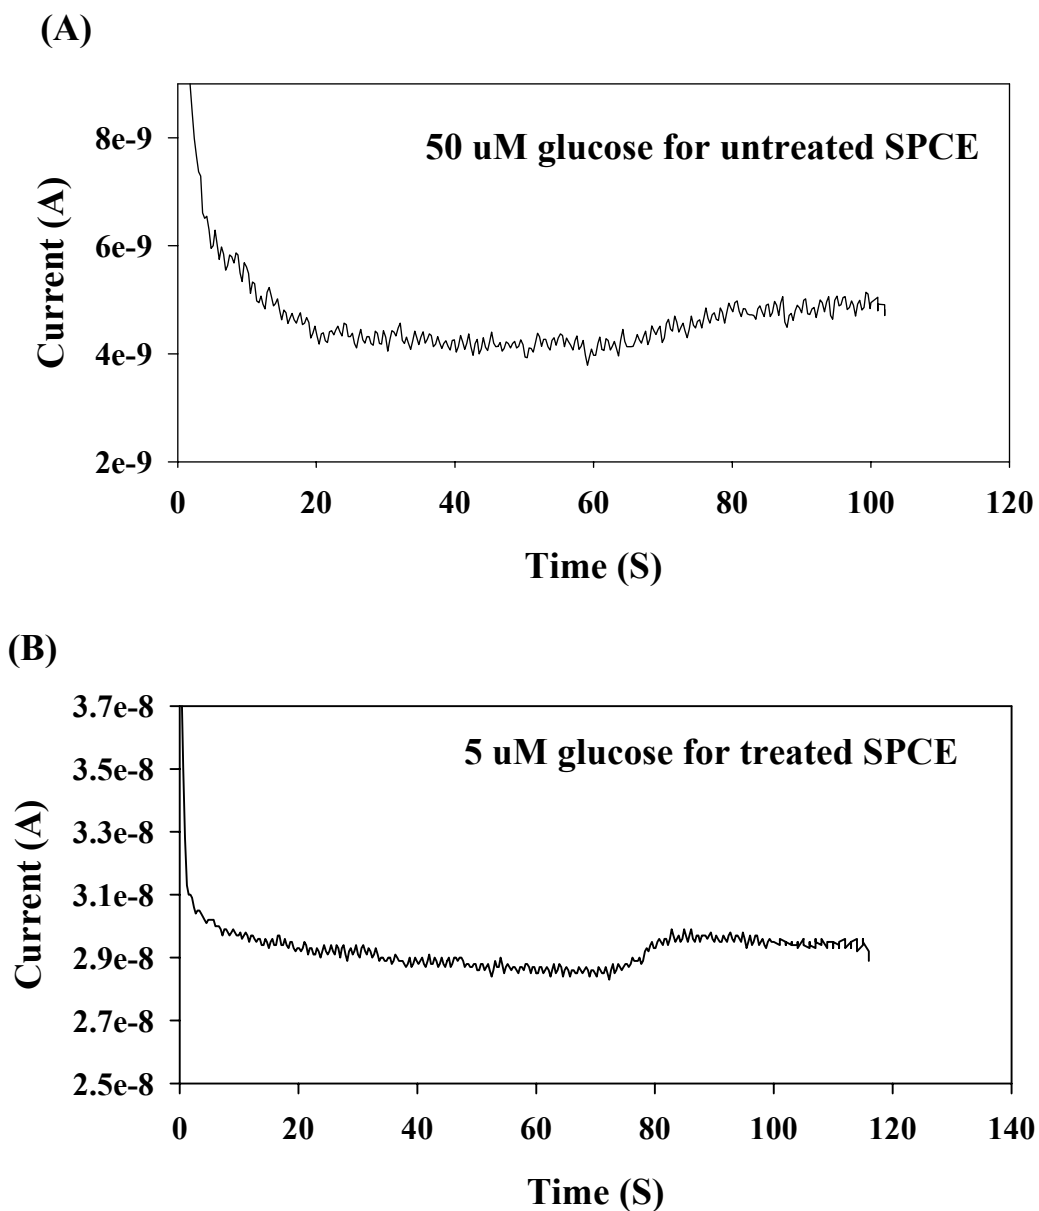 (A)
50 uM glucose for untreated SPCE
Current (A)
8e-9
6e-9
4e-9
2e-9
0 20 40 60 80 100 120
Time (S)
(B)
5 uM glucose for treated SPCE
Current (A)
3.7e-8
3.5e-8
3.3e-8
3.1e-8
2.9e-8
2.7e-8
2.5e-8
0 20 40 60 80 100 120 140
Time (S)